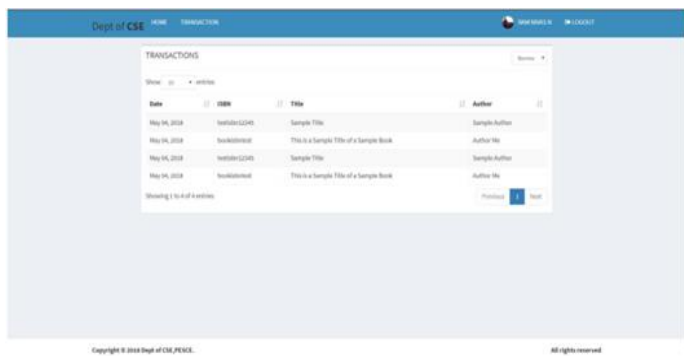 Dept of CSE HOME TRANSACTION LOGOUT
TRANSACTIONS
Borrow
Show 10 entries
Date ISBN Title Author
May 04, 2018 Sample Title Sample Author
May 04, 2018 This is a Sample Title of a Sample Book Author Me
May 04, 2018 Sample Title Sample Author
May 04, 2018 This is a Sample Title of a Sample Book Author Me
Showing 1 to 4 of 4 entries Previous 1 Next
Copyright © 2018 Dept of CSE,PESCE. All rights reserved